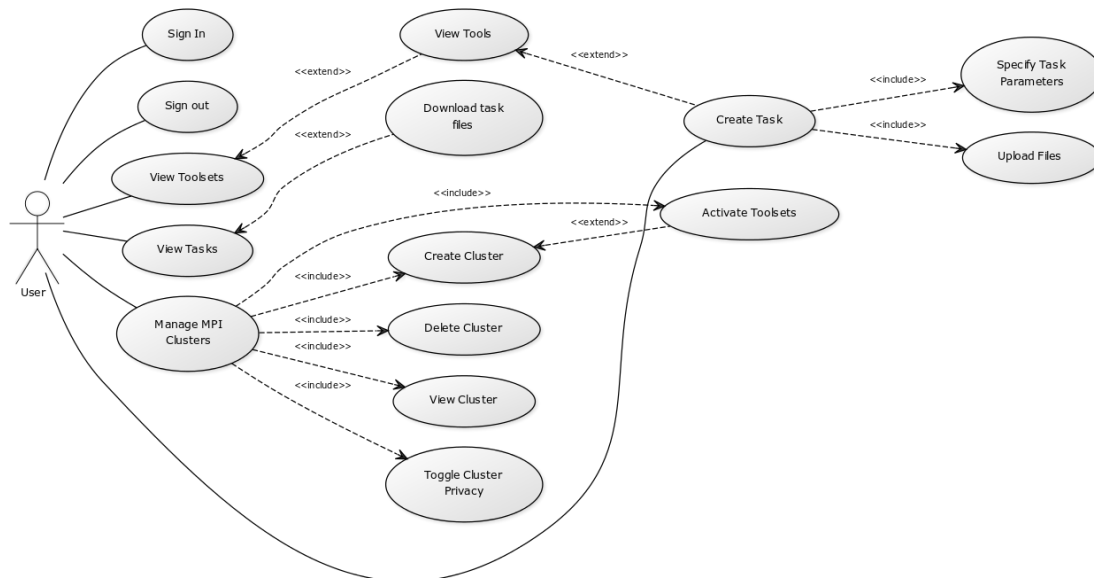 Sign In
View Tools
<<extend>>
Specify Task
Parameters
<<extend>>
<<include>>
Sign out
Download task
files
Create Task
<<include>>
<<extend>>
Upload Files
View Toolsets
<<include>>
Activate Toolsets
<<extend>>
View Tasks
Create Cluster
User
<<include>>
Manage MPI
Clusters
<<include>>
Delete Cluster
<<include>>
<<include>>
View Cluster
Toggle Cluster
Privacy